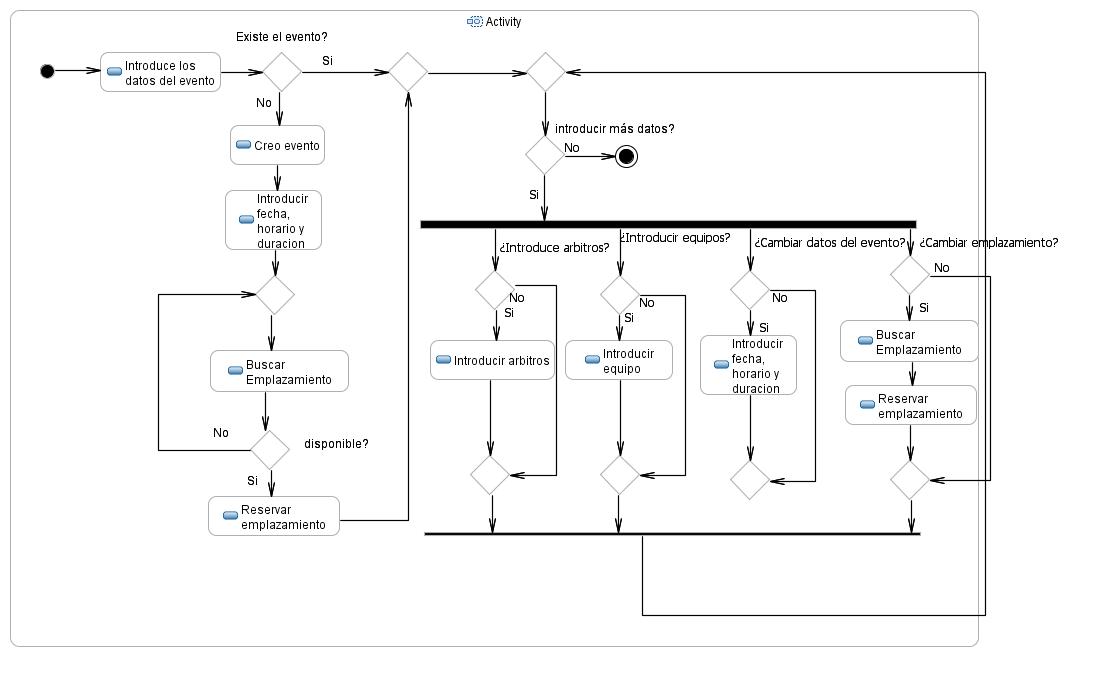 Activity
Existe el evento?
Introduce los
datos del evento
Si
No
Creo evento
Introducir
fecha,
horario y
duracion
Buscar
Emplazamiento
No
disponible?
Si
Reservar
emplazamiento
introducir más datos?
No
Si
¿Introduce arbitros?
¿Introducir equipos?
¿Cambiar datos del evento?
¿Cambiar emplazamiento?
No
Si
Introducir arbitros
No
Si
Introducir
equipo
No
Si
Introducir
fecha,
horario y
duracion
No
Si
Buscar
Emplazamiento
Reservar
emplazamiento